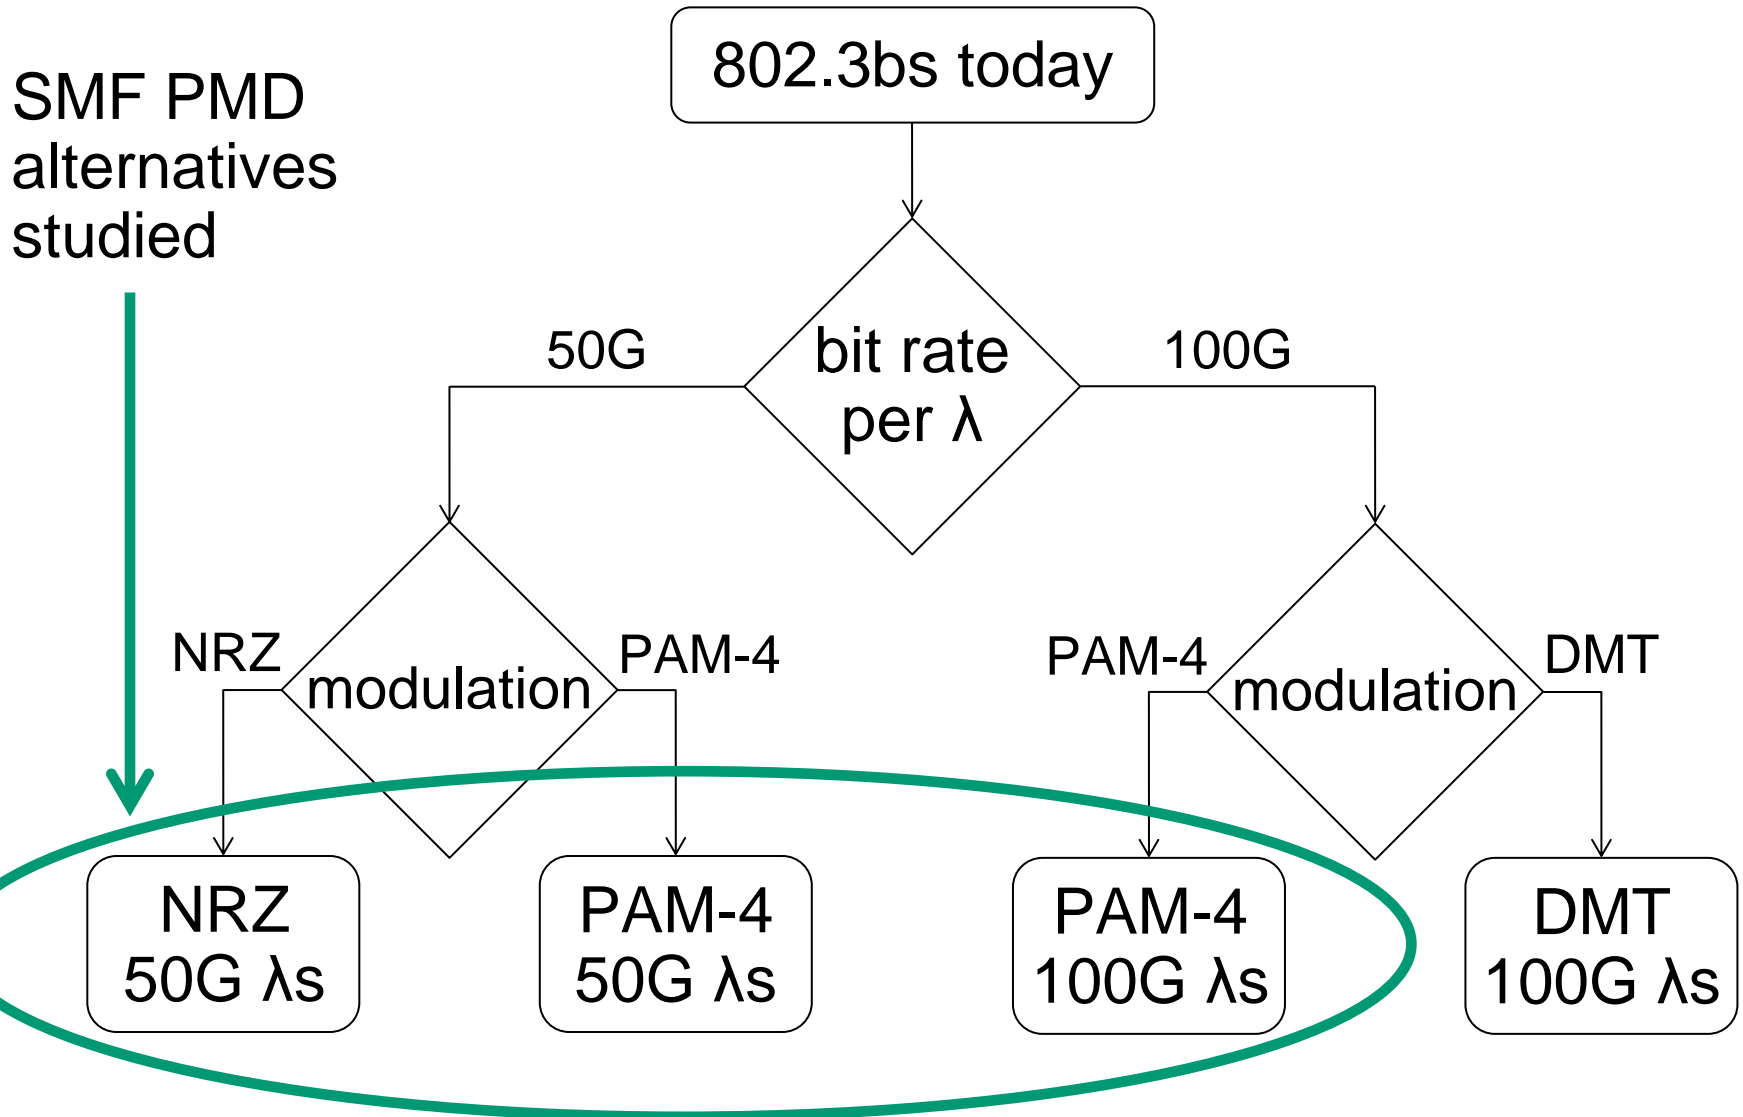 802.3bs today
SMF PMD
alternatives
studied
50G
bit rate
per λ
100G
NRZ
modulation
PAM-4
PAM-4
modulation
DMT
NRZ
50G λs
PAM-4
50G λs
PAM-4
100G λs
DMT
100G λs